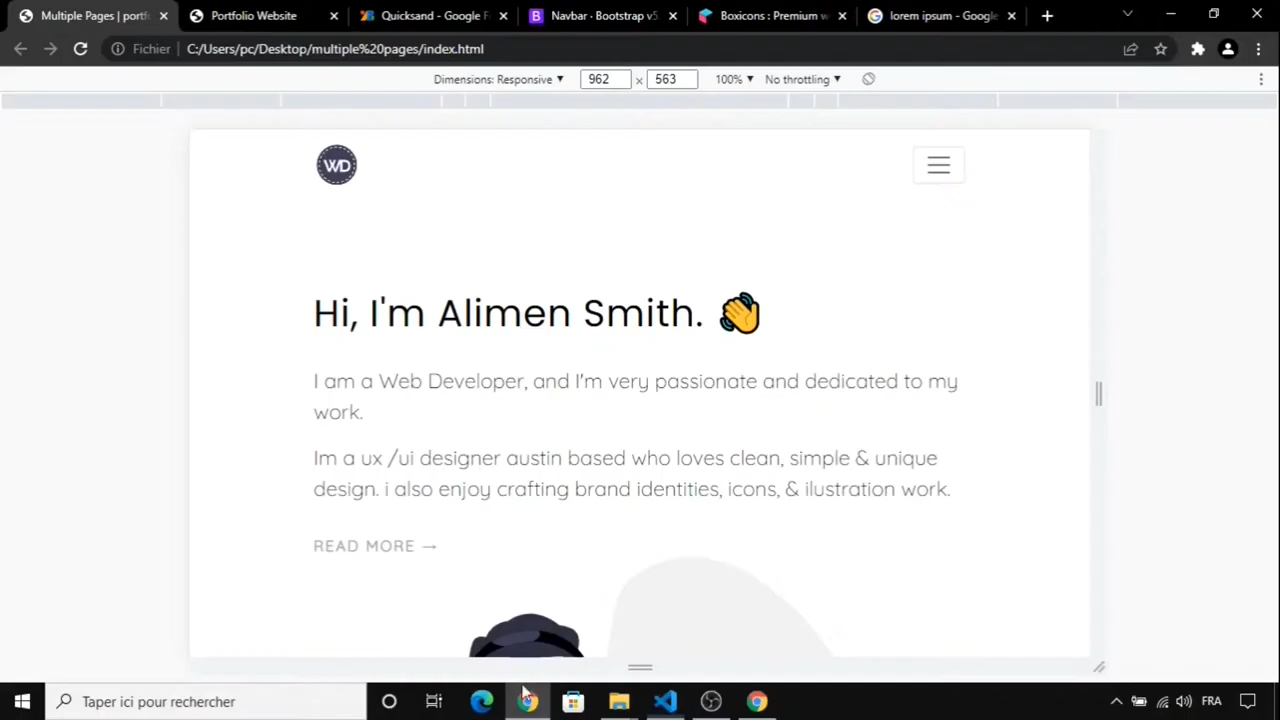 Multiple Pages | portf
Portfolio Website
Quicksand - Google F
Navbar · Bootstrap v5
Boxicons : Premium w
lorem ipsum - Google
Fichier
C:/Users/pc/Desktop/multiple%20pages/index.html
Dimensions: Responsive
962 × 563
100%
No throttling
WD
Hi, I'm Alimen Smith.
I am a Web Developer, and I'm very passionate and dedicated to my
work.
Im a ux /ui designer austin based who loves clean, simple & unique
design. i also enjoy crafting brand identities, icons, & ilustration work.
READ MORE →
Taper ici pour rechercher
FRA